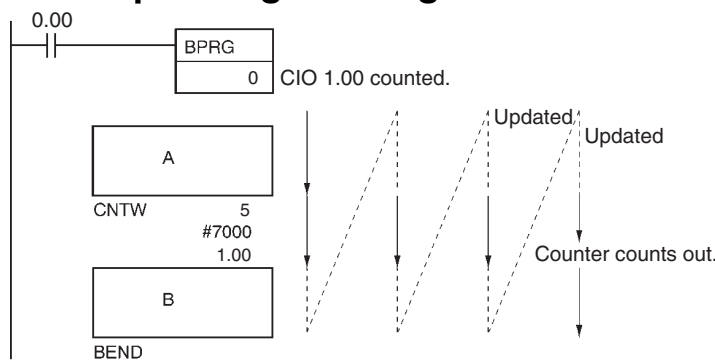 0.00
BPRG
0 CIO 1.00 counted.
Updated
Updated
A
CNTW 5
#7000
1.00
Counter counts out.
B
BEND